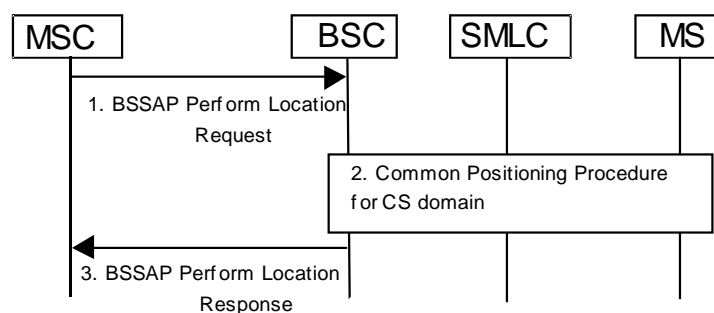 MSC
BSC
SMLC
MS
1. BSSAP Perform Location
Request
2. Common Positioning Procedure
for CS domain
3. BSSAP Perform Location
Response